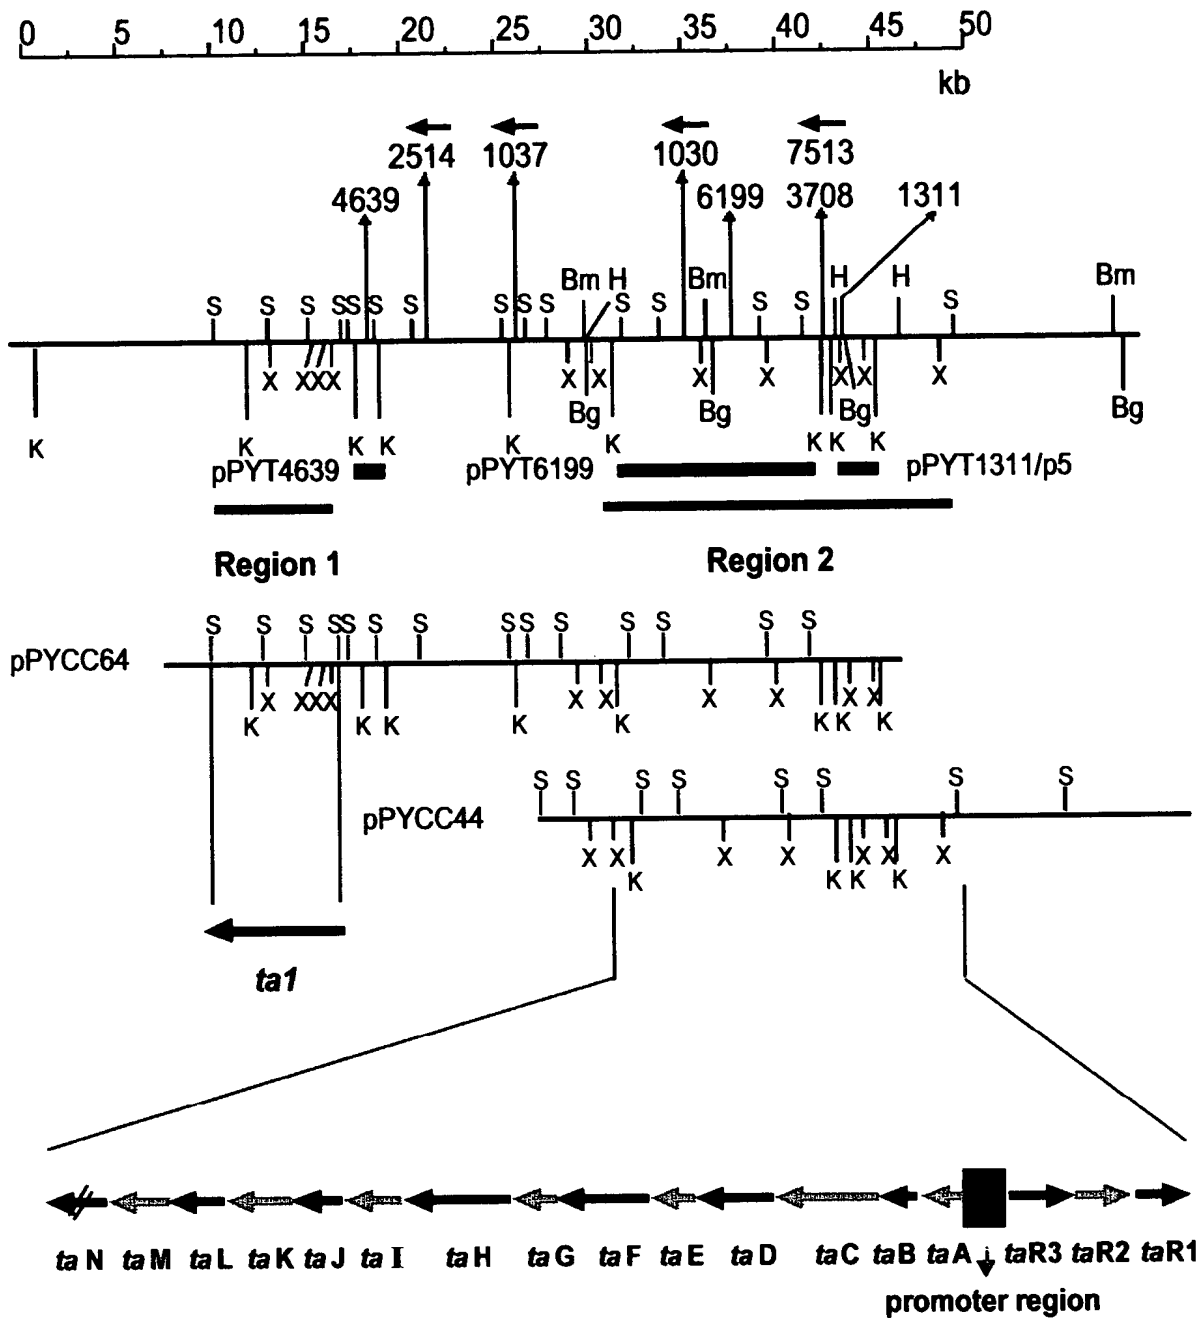 0 5 10 15 20 25 30 35 40 45 50
kb
2514 1037 1030 7513
4639 6199 3708 1311
Bm H Bm H H Bm
S S S S S S S S S S S S S S S
X X X X X X X X X X X
Bg Bg Bg Bg
K K K K K K K K K
pPYT4639 pPYT6199 pPYT1311/p5
Region 1 Region 2
S S S S S S S S S S S S S S
pPYCC64
X X X X X X X X X X
K K K K K K K K
S S S S S S S S
pPYCC44
X X X X X X X
K K K K
ta1
taN taM taL taK taJ taI taH taG taF taE taD taC taB taA taR3 taR2 taR1
promoter region